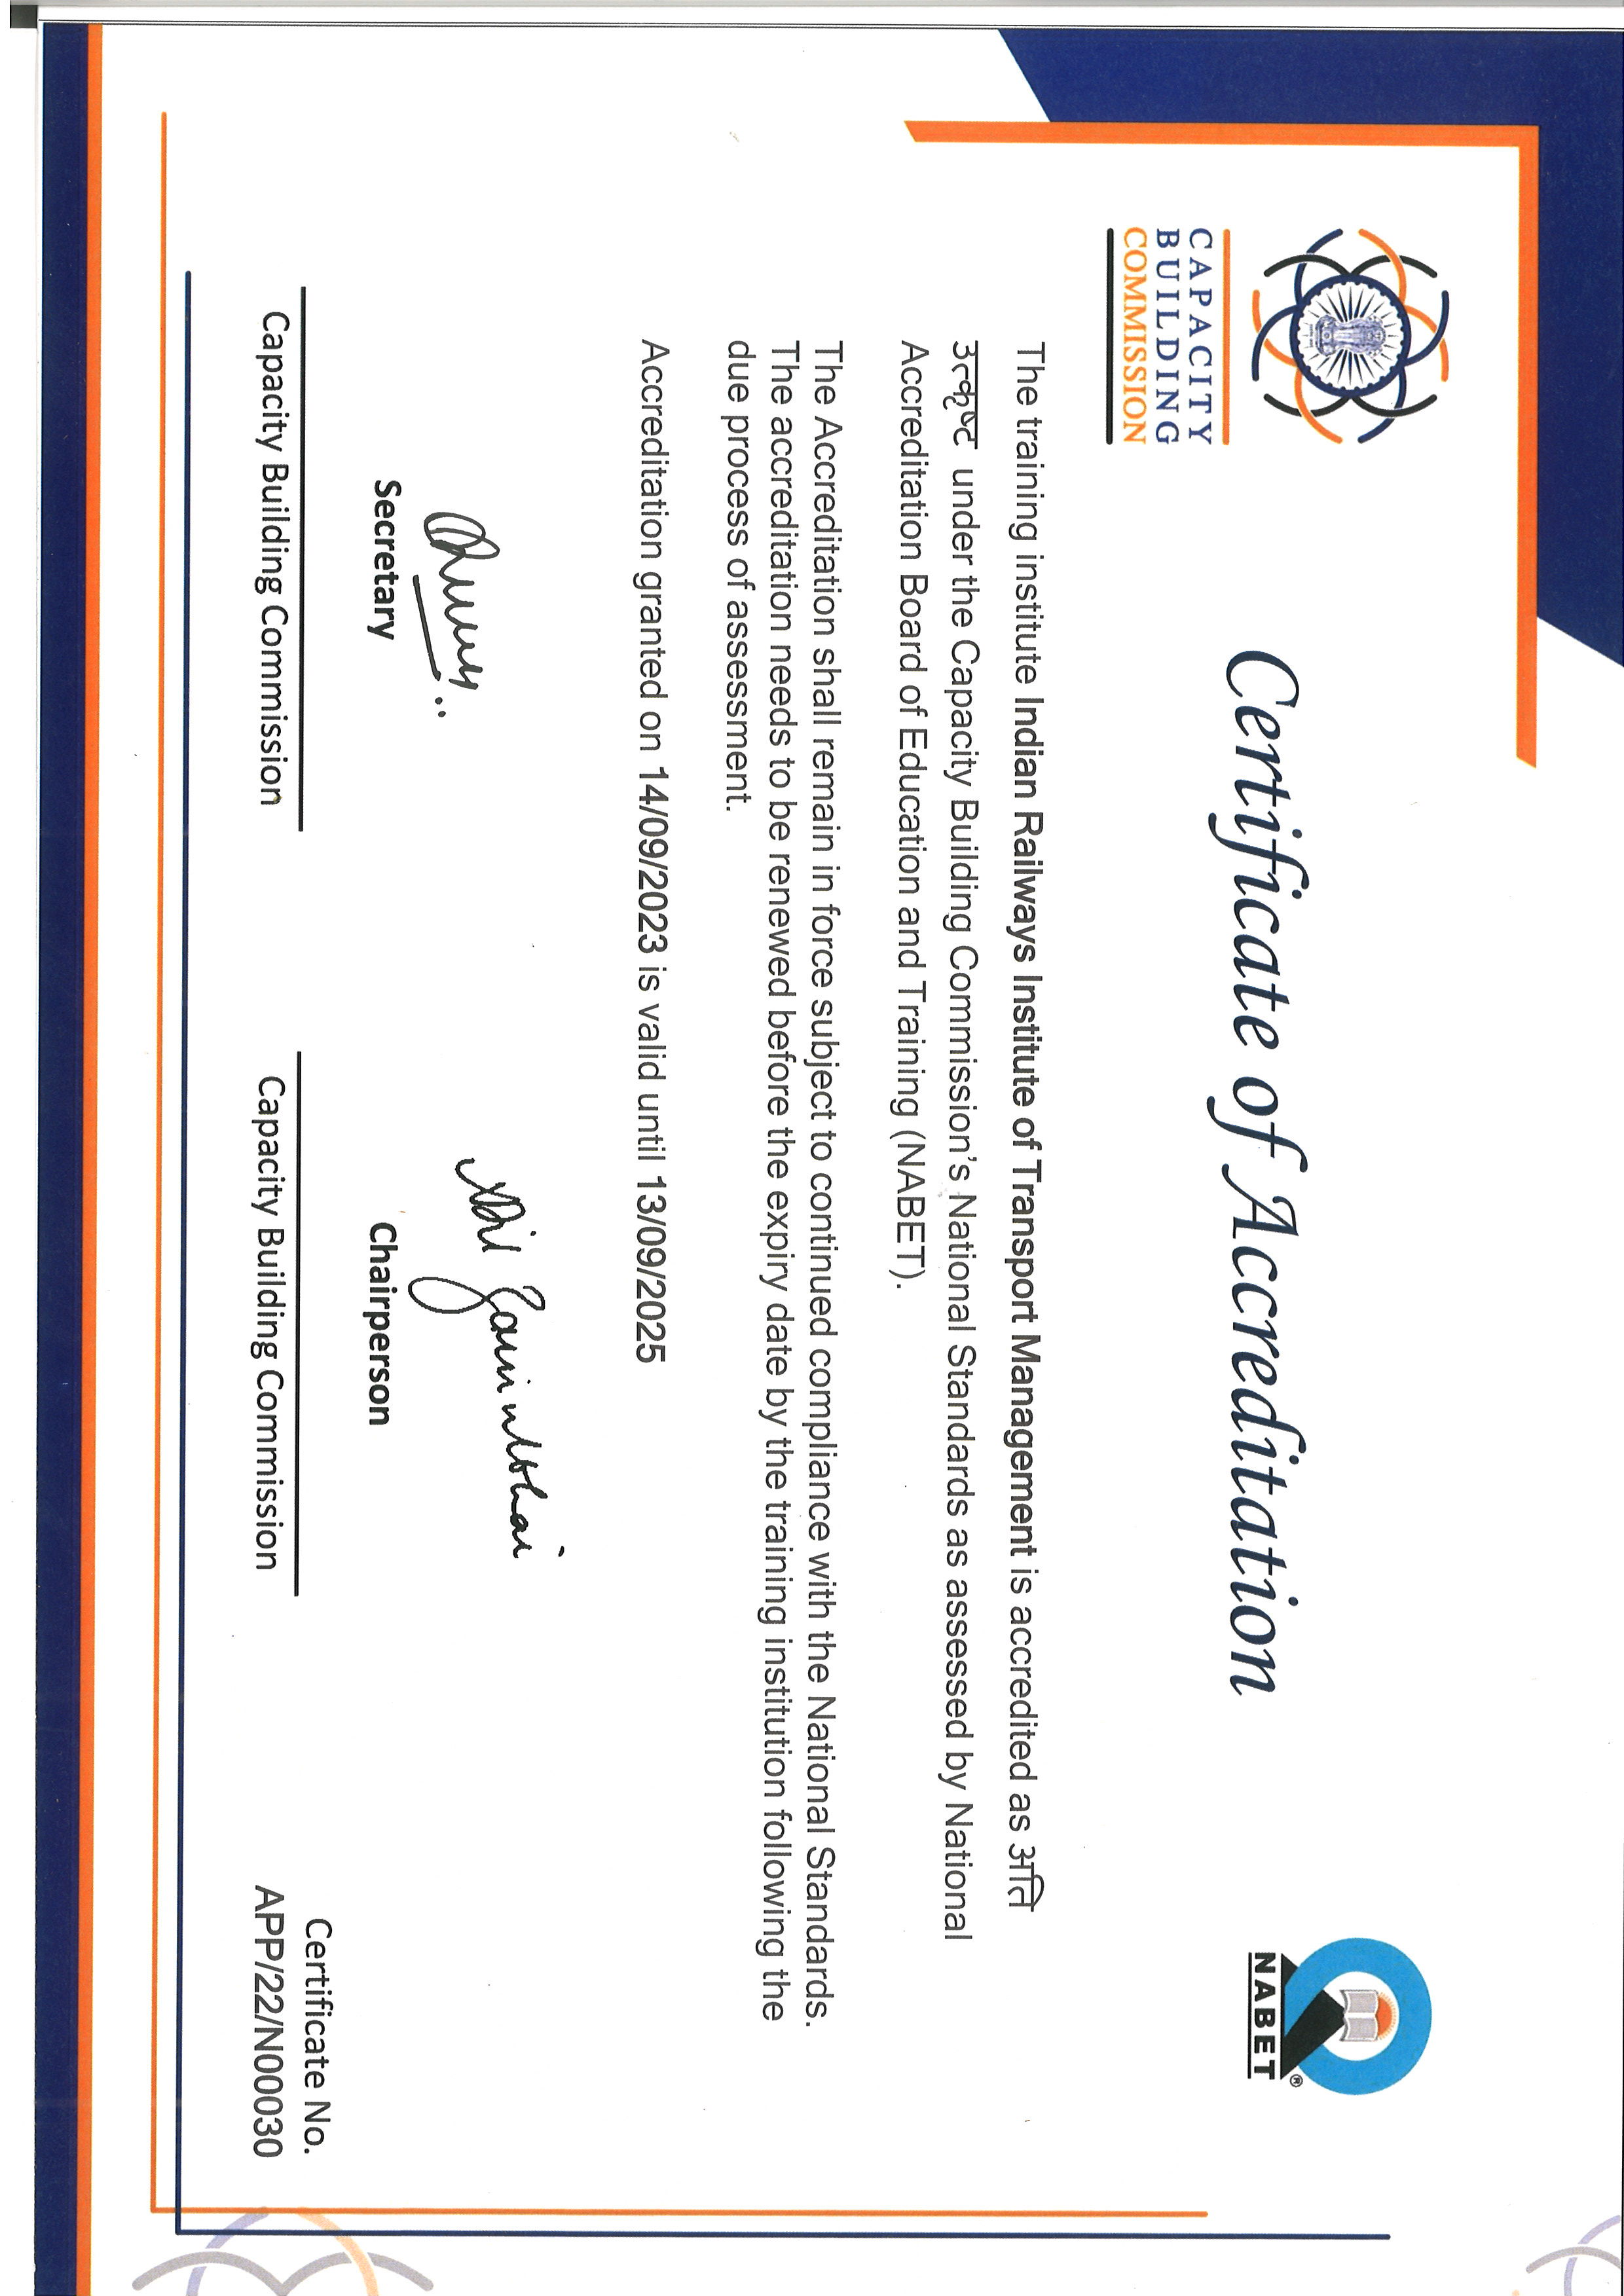 CAPACITY
BUILDING
COMMISSION
NABET
®
Certificate of Accreditation
The training institute Indian Railways Institute of Transport Management is accredited as अति
उत्कृष्ट under the Capacity Building Commission's National Standards as assessed by National
Accreditation Board of Education and Training (NABET).
The Accreditation shall remain in force subject to continued compliance with the National Standards.
The accreditation needs to be renewed before the expiry date by the training institution following the
due process of assessment.
Accreditation granted on 14/09/2023 is valid until 13/09/2025
Secretary
Capacity Building Commission
Chairperson
Capacity Building Commission
Certificate No.
APP/22/N00030